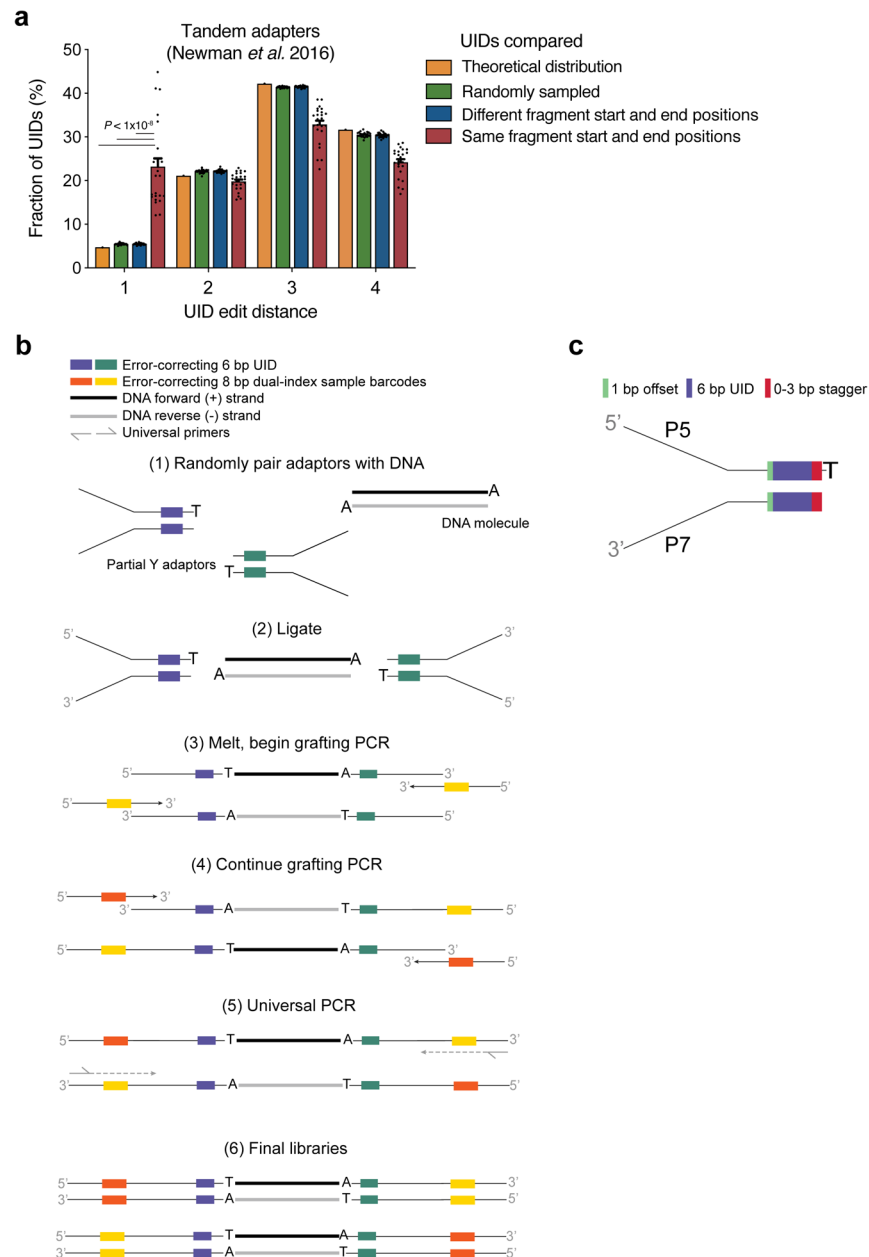 a
Tandem adapters
(Newman et al. 2016)
UIDs compared
Theoretical distribution
Randomly sampled
Different fragment start and end positions
Same fragment start and end positions
Fraction of UIDs (%)
50
40
30
20
10
0
P < 1x10⁻⁸
1 2 3 4
UID edit distance
b
Error-correcting 6 bp UID
Error-correcting 8 bp dual-index sample barcodes
DNA forward (+) strand
DNA reverse (-) strand
Universal primers
(1) Randomly pair adaptors with DNA
T
A
A
DNA molecule
Partial Y adaptors
T
(2) Ligate
5’ 3’
T A
A T
3’ 5’
(3) Melt, begin grafting PCR
5’ T A 3’
3’ 5’
5’ 3’
3’ A T 5’
(4) Continue grafting PCR
5’ 3’
3’ A T 5’
5’ T A 3’
3’ 5’
(5) Universal PCR
5’ T A 3’
3’ A T 5’
(6) Final libraries
5’ T A 3’
3’ A T 5’
5’ T A 3’
3’ A T 5’
c
1 bp offset 6 bp UID 0-3 bp stagger
5’
P5
T
P7
3’